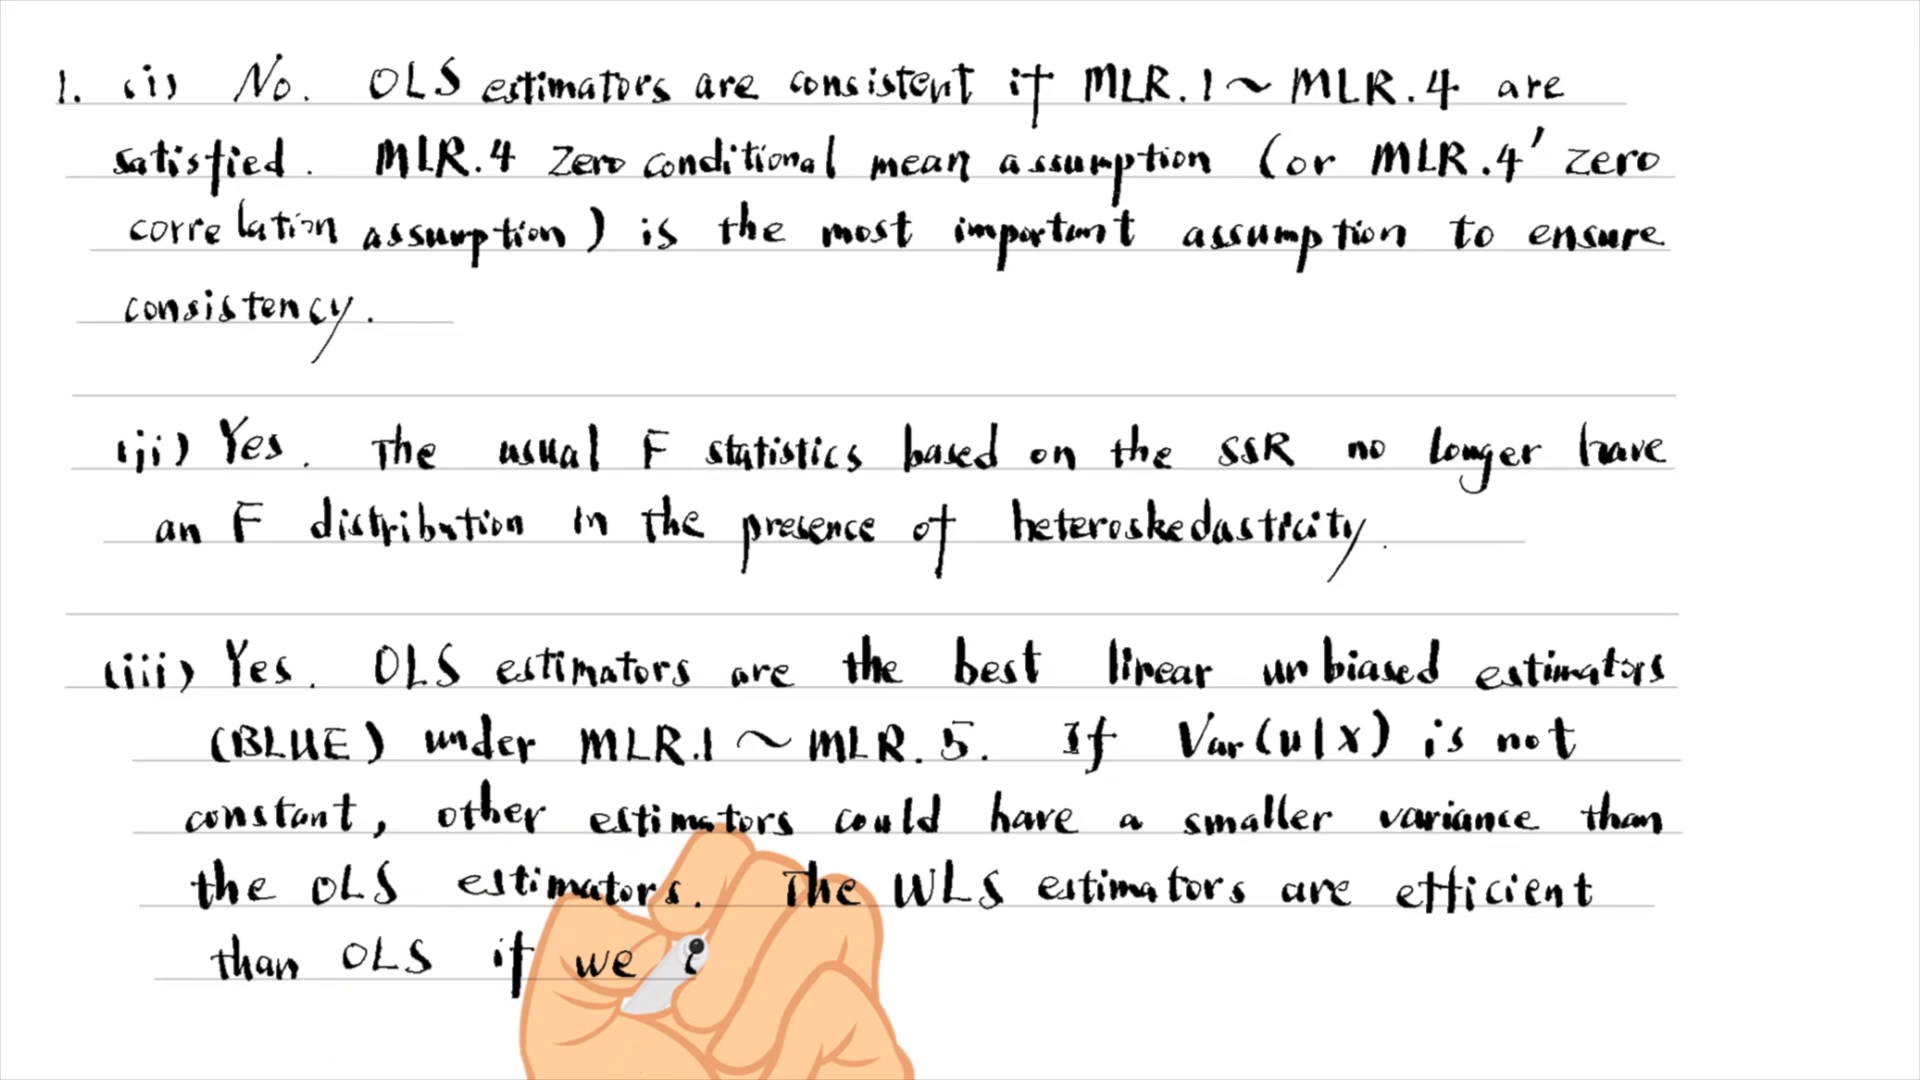 1. (i) No. OLS estimators are consistent if MLR.1 ~ MLR.4 are
satisfied. MLR.4 Zero conditional mean assumption (or MLR.4' zero
correlation assumption) is the most important assumption to ensure
consistency.
(ii) Yes. The usual F statistics based on the SSR no longer have
an F distribution in the presence of heteroskedasticity.
(iii) Yes. OLS estimators are the best linear unbiased estimators
(BLUE) under MLR.1 ~ MLR.5. If Var(u|x) is not
constant, other estimators could have a smaller variance than
the OLS estimators. The WLS estimators are efficient
than OLS if we